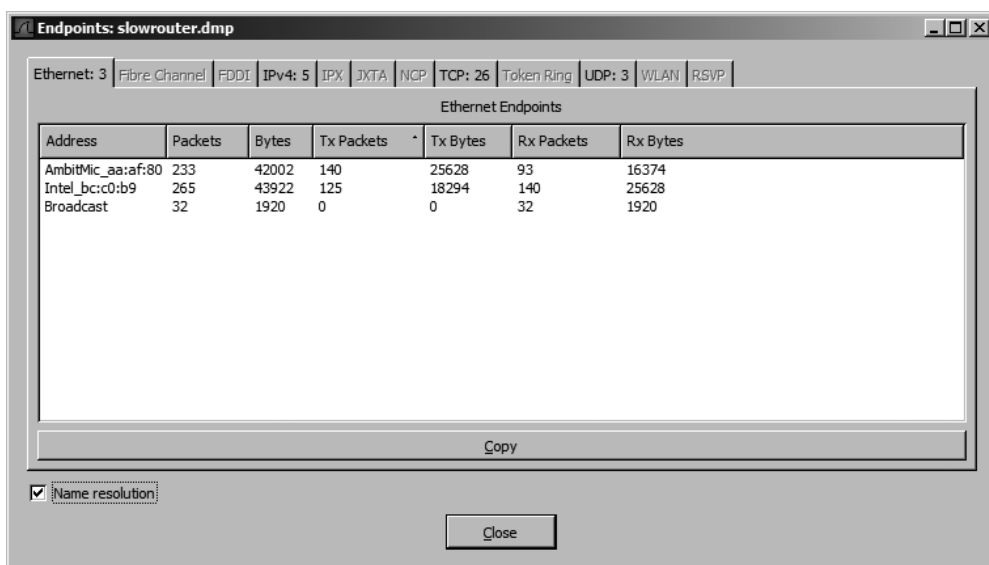 Endpoints: slowrouter.dmp
Ethernet: 3 Fibre Channel FDDI IPv4: 5 IPX JXTA NCP TCP: 26 Token Ring UDP: 3 WLAN RSVP
Ethernet Endpoints
Address Packets Bytes Tx Packets Tx Bytes Rx Packets Rx Bytes
AmbitMic_aa:af:80 233 42002 140 25628 93 16374
Intel_bc:c0:b9 265 43922 125 18294 140 25628
Broadcast 32 1920 0 0 32 1920
Copy
Name resolution
Close